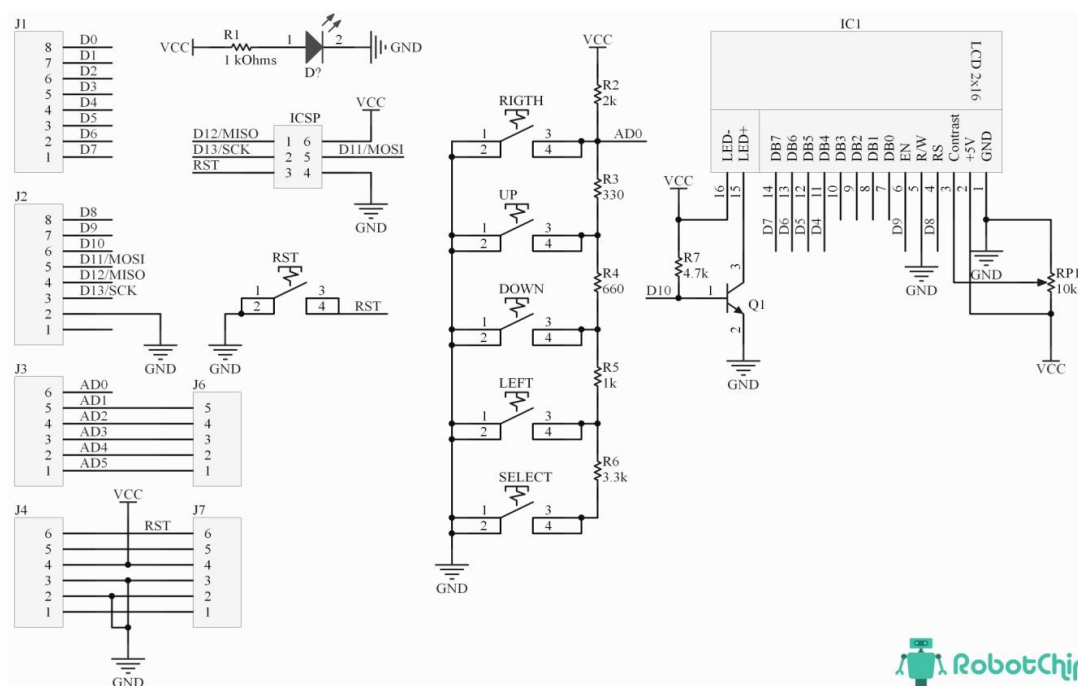 J1
8 D0
7 D1
6 D2
5 D3
4 D4
3 D5
2 D6
1 D7
VCC R1 1 kOhms 1 D? 2 GND
ICSP
VCC
D12/MISO 1 6
D13/SCK 2 5 D11/MOSI
RST 3 4
GND
J2
8 D8
7 D9
6 D10
5 D11/MOSI
4 D12/MISO
3 D13/SCK
2
1
GND
RST
1 3
2 4 RST
GND
J3
6 AD0
5 AD1
4 AD2
3 AD3
2 AD4
1 AD5
J6
5
4
3
2
1
J4
VCC
J7
6 RST 6
5 5
4 4
3 3
2 2
1 1
GND
VCC
R2
2k
RIGTH
1 3 AD0
2 4
R3
330
UP
1 3
2 4
R4
660
DOWN
1 3
2 4
R5
1k
LEFT
1 3
2 4
R6
3.3k
SELECT
1 3
2 4
GND
IC1
LCD 2x16
LED- LED+ DB7 DB6 DB5 DB4 DB3 DB2 DB1 DB0 EN R/W RS Contrast +5V GND
16 15 14 13 12 11 10 9 8 7 6 5 4 3 2 1
D7 D6 D5 D4 D9 D8
VCC
R7
4.7k
D10 1 3 Q1
2
GND
GND
GND
RP1
10k
VCC
RobotChip